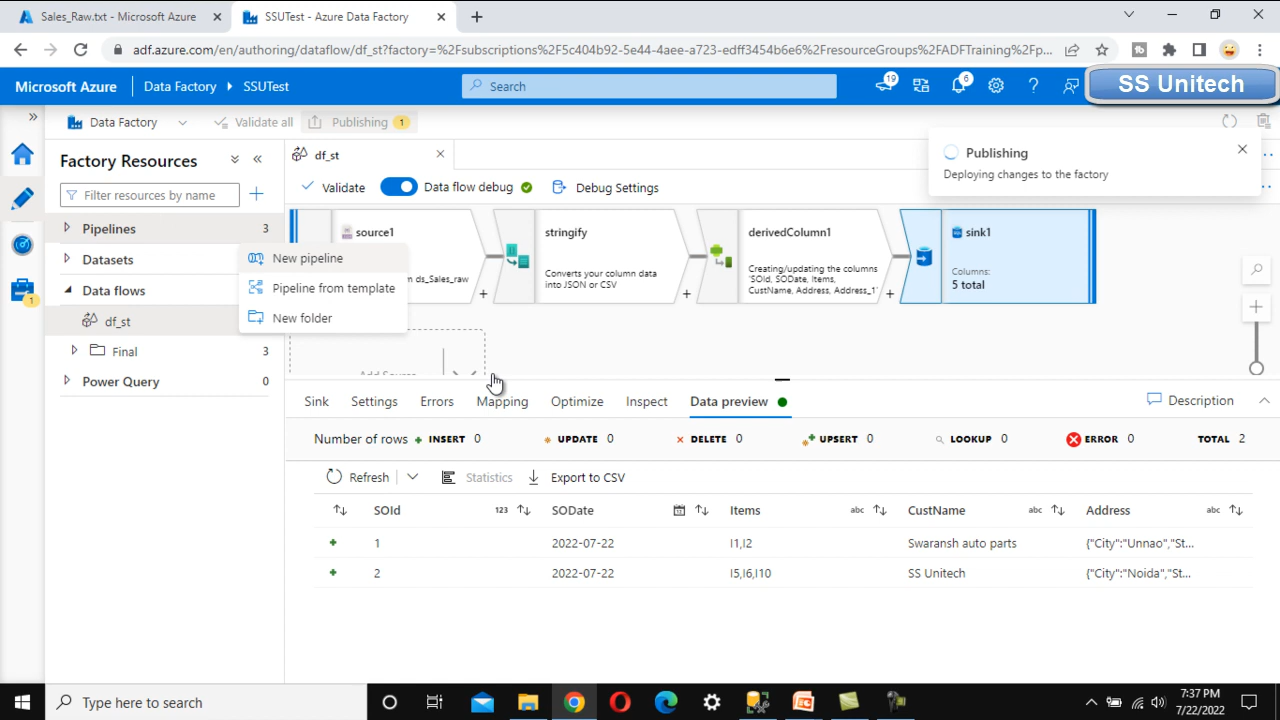 Sales_Raw.txt - Microsoft Azure
SSUTest - Azure Data Factory
adf.azure.com/en/authoring/dataflow/df_st?factory=%2Fsubscriptions%2F5c404b92-5e44-4aee-a723-edff3454b6e6%2FresourceGroups%2FADFTraining%2Fp...
Microsoft Azure
Data Factory
SSUTest
Search
19
6
SS Unitech
Data Factory
Validate all
Publishing
1
Publishing
Deploying changes to the factory
Factory Resources
df_st
Filter resources by name
Validate
Data flow debug
Debug Settings
Pipelines
3
Datasets
Data flows
df_st
Final
3
Power Query
0
New pipeline
Pipeline from template
New folder
1
source1
m ds_Sales_raw
stringify
Converts your column data
into JSON or CSV
derivedColumn1
Creating/updating the columns
'SOId, SODate, Items,
CustName, Address, Address_1'
sink1
Columns:
5 total
Add Source
Sink
Settings
Errors
Mapping
Optimize
Inspect
Data preview
Description
Number of rows
INSERT 0
UPDATE 0
DELETE 0
UPSERT 0
LOOKUP 0
ERROR 0
TOTAL 2
Refresh
Statistics
Export to CSV
SOId 123
SODate
Items abc
CustName abc
Address abc
1 2022-07-22 I1,I2 Swaransh auto parts {"City":"Unnao","St...
2 2022-07-22 I5,I6,I10 SS Unitech {"City":"Noida","St...
Type here to search
7:37 PM
7/22/2022